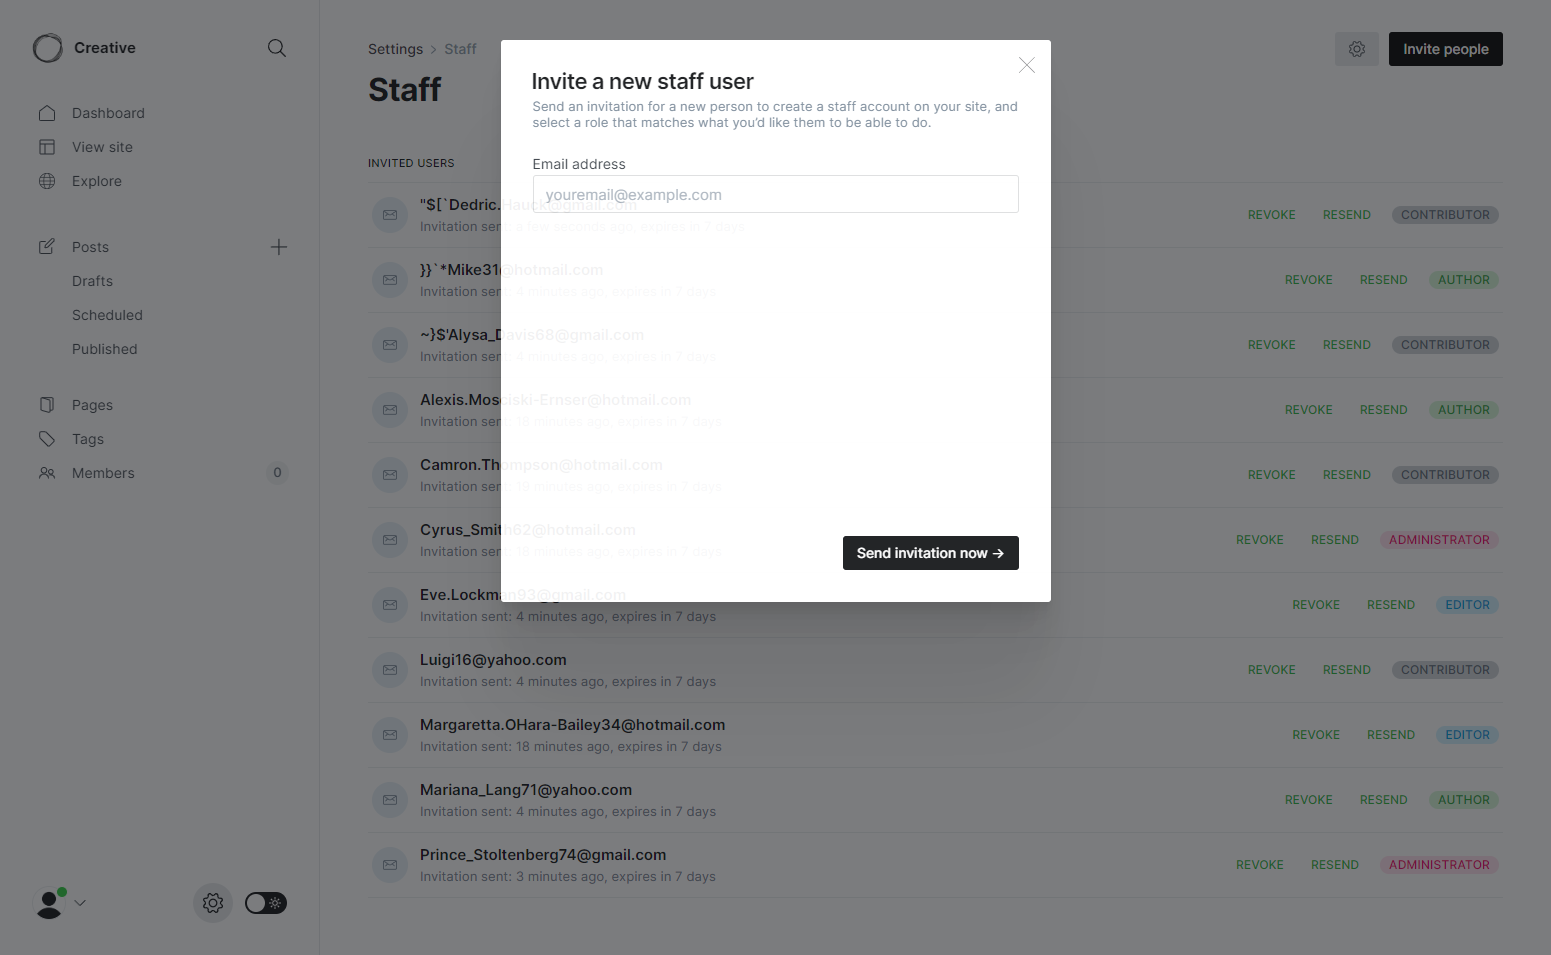 Creative
Dashboard
View site
Explore
Posts
Drafts
Scheduled
Published
Pages
Tags
Members
0
Settings > Staff
Staff
Invite people
INVITED USERS
"$[`Dedric.Hauck@gmail.com
Invitation sent: a few seconds ago, expires in 7 days
REVOKE RESEND CONTRIBUTOR
}}`*Mike31@hotmail.com
Invitation sent: 4 minutes ago, expires in 7 days
REVOKE RESEND AUTHOR
~}$'Alysa_Davis68@gmail.com
Invitation sent: 4 minutes ago, expires in 7 days
REVOKE RESEND CONTRIBUTOR
Alexis.Mosciski-Ernser@hotmail.com
Invitation sent: 18 minutes ago, expires in 7 days
REVOKE RESEND AUTHOR
Camron.Thompson@hotmail.com
Invitation sent: 19 minutes ago, expires in 7 days
REVOKE RESEND CONTRIBUTOR
Cyrus_Smith62@hotmail.com
Invitation sent: 18 minutes ago, expires in 7 days
REVOKE RESEND ADMINISTRATOR
Eve.Lockman93@gmail.com
Invitation sent: 4 minutes ago, expires in 7 days
REVOKE RESEND EDITOR
Luigi16@yahoo.com
Invitation sent: 4 minutes ago, expires in 7 days
REVOKE RESEND CONTRIBUTOR
Margaretta.OHara-Bailey34@hotmail.com
Invitation sent: 18 minutes ago, expires in 7 days
REVOKE RESEND EDITOR
Mariana_Lang71@yahoo.com
Invitation sent: 4 minutes ago, expires in 7 days
REVOKE RESEND AUTHOR
Prince_Stoltenberg74@gmail.com
Invitation sent: 3 minutes ago, expires in 7 days
REVOKE RESEND ADMINISTRATOR
Invite a new staff user
Send an invitation for a new person to create a staff account on your site, and
select a role that matches what you'd like them to be able to do.
Email address
youremail@example.com
Send invitation now →